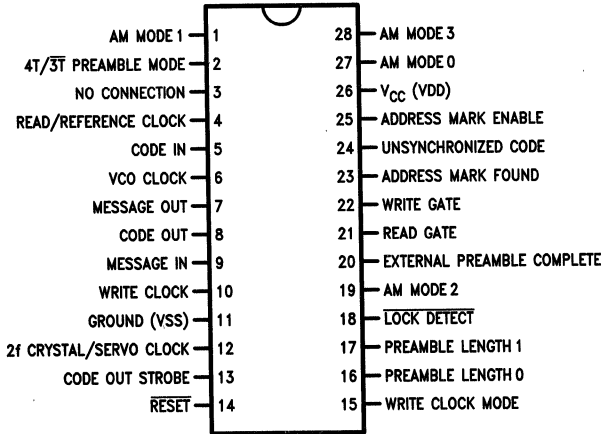 AM MODE 1 1
4T/3T PREAMBLE MODE 2
NO CONNECTION 3
READ/REFERENCE CLOCK 4
CODE IN 5
VCO CLOCK 6
MESSAGE OUT 7
CODE OUT 8
MESSAGE IN 9
WRITE CLOCK 10
GROUND (VSS) 11
2f CRYSTAL/SERVO CLOCK 12
CODE OUT STROBE 13
RESET 14
28 AM MODE 3
27 AM MODE 0
26 VCC (VDD)
25 ADDRESS MARK ENABLE
24 UNSYNCHRONIZED CODE
23 ADDRESS MARK FOUND
22 WRITE GATE
21 READ GATE
20 EXTERNAL PREAMBLE COMPLETE
19 AM MODE 2
18 LOCK DETECT
17 PREAMBLE LENGTH 1
16 PREAMBLE LENGTH 0
15 WRITE CLOCK MODE